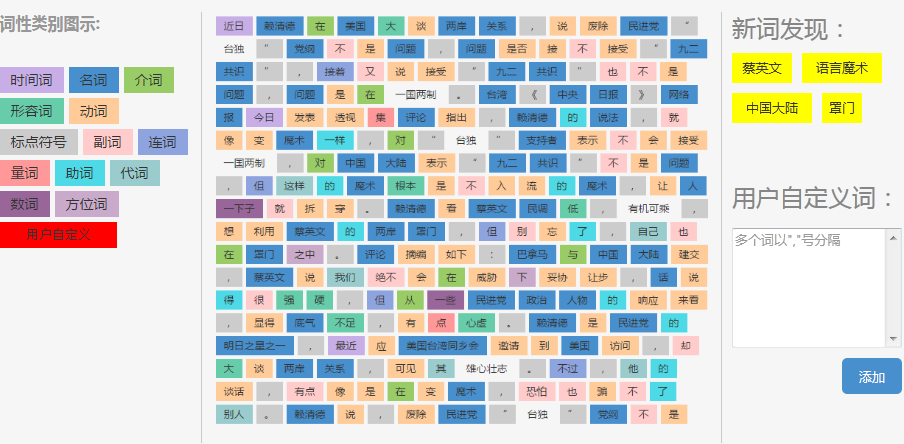 词性类别图示:
时间词 名词 介词
形容词 动词
标点符号 副词 连词
量词 助词 代词
数词 方位词
用户自定义
近日 赖清德 在 美国 大 谈 两岸 关系 , 说 废除 民进党 “
台独 ” 党纲 不 是 问题 , 问题 是否 接 不 接受 “ 九二
共识 ” , 接着 又 说 接受 “ 九二 共识 ” 也 不 是
问题 , 问题 是 在 一国两制 。 台湾 《 中央 日报 》 网络
报 今日 发表 透视 集 评论 指出 , 赖清德 的 说法 , 就
像 变 魔术 一样 , 对 “ 台独 ” 支持者 表示 不 会 接受
一国两制 , 对 中国 大陆 表示 “ 九二 共识 ” 不 是 问题
, 但 这样 的 魔术 根本 是 不 入 流 的 魔术 , 让 人
一下子 就 拆 穿 。 赖清德 看 蔡英文 民调 低 , 有机可乘 ,
想 利用 蔡英文 的 两岸 罩门 , 但 别 忘 了 , 自己 也
在 罩门 之中 。 评论 摘编 如下 : 巴拿马 与 中国 大陆 建交
, 蔡英文 说 我们 绝不 会 在 威胁 下 妥协 让步 , 话 说
得 很 强 硬 , 但 从 一些 民进党 政治 人物 的 响应 来看
, 显得 底气 不足 , 有 点 心虚 。 赖清德 是 民进党 的
明日之星之一 , 最近 应 美国台湾同乡会 邀请 到 美国 访问 , 却
大 谈 两岸 关系 , 可见 其 雄心壮志 。 不过 , 他 的
谈话 , 有点 像 是 在 变 魔术 , 恐怕 也 骗 不 了
别人 。 赖清德 说 , 废除 民进党 “ 台独 ” 党纲 不 是
新词发现：
蔡英文 语言魔术
中国大陆 罩门
用户自定义词：
多个词以","号分隔
添加